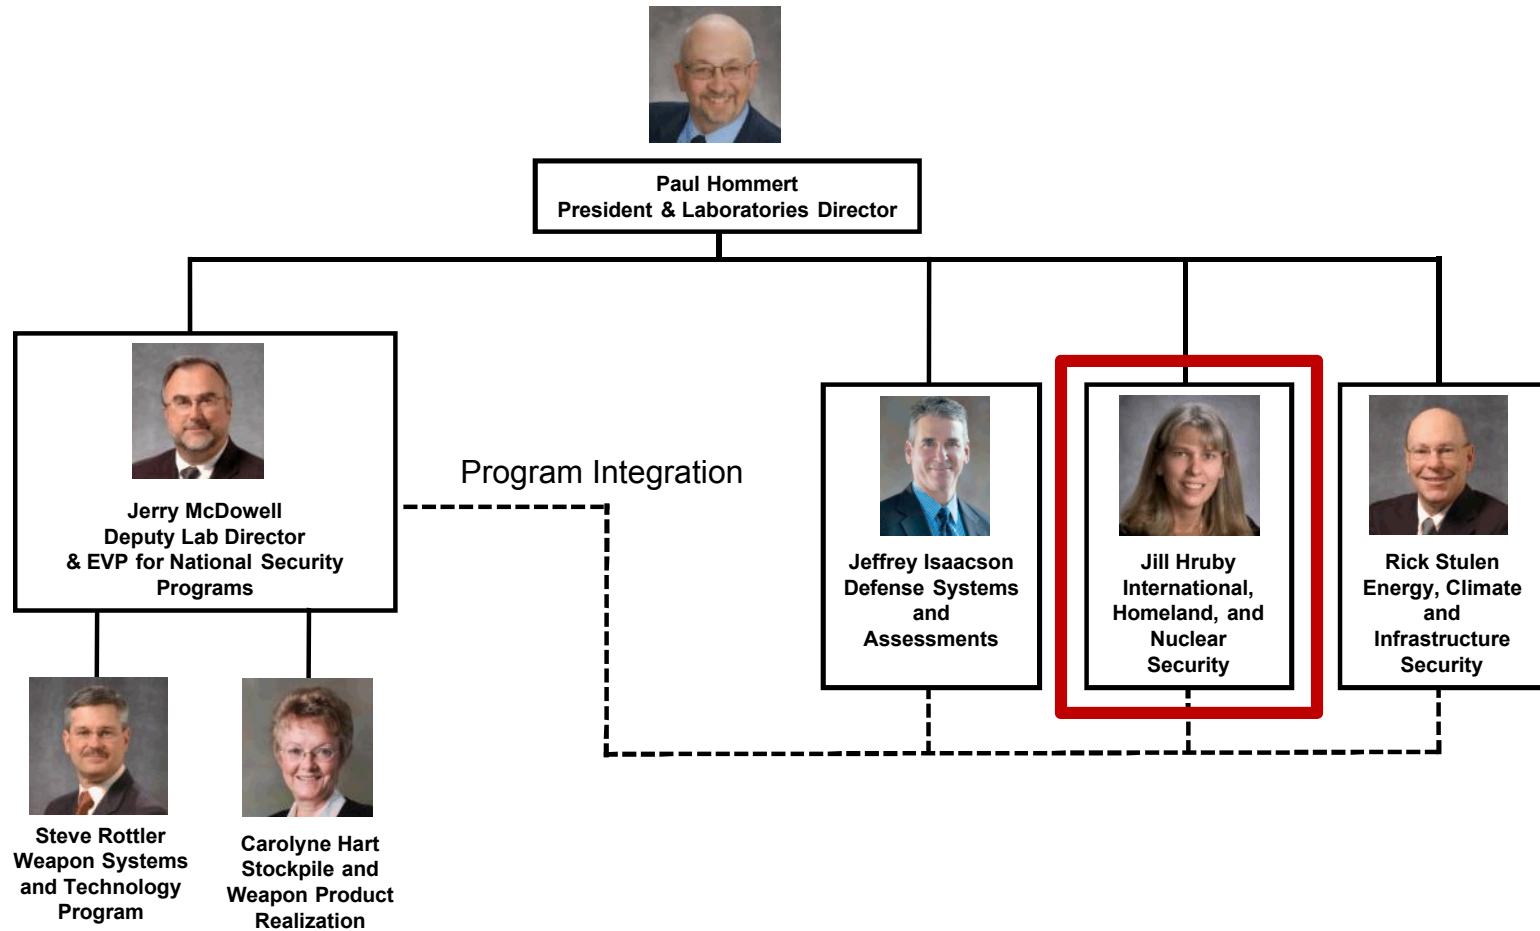 Paul Hommert
President & Laboratories Director
Jerry McDowell
Deputy Lab Director
& EVP for National Security
Programs
Program Integration
Jeffrey Isaacson
Defense Systems
and
Assessments
Jill Hruby
International,
Homeland, and
Nuclear
Security
Rick Stulen
Energy, Climate
and
Infrastructure
Security
Steve Rottler
Weapon Systems
and Technology
Program
Carolyne Hart
Stockpile and
Weapon Product
Realization